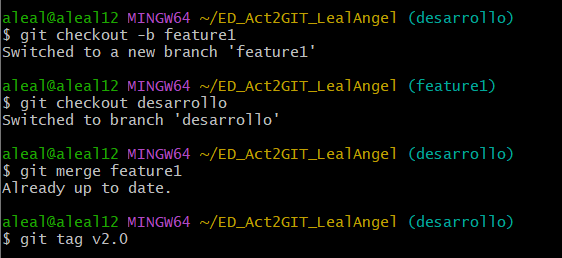 aleal@aleal12 MINGW64 ~/ED_Act2GIT_LealAngel (desarrollo)
$ git checkout -b feature1
Switched to a new branch 'feature1'
aleal@aleal12 MINGW64 ~/ED_Act2GIT_LealAngel (feature1)
$ git checkout desarrollo
Switched to branch 'desarrollo'
aleal@aleal12 MINGW64 ~/ED_Act2GIT_LealAngel (desarrollo)
$ git merge feature1
Already up to date.
aleal@aleal12 MINGW64 ~/ED_Act2GIT_LealAngel (desarrollo)
$ git tag v2.0